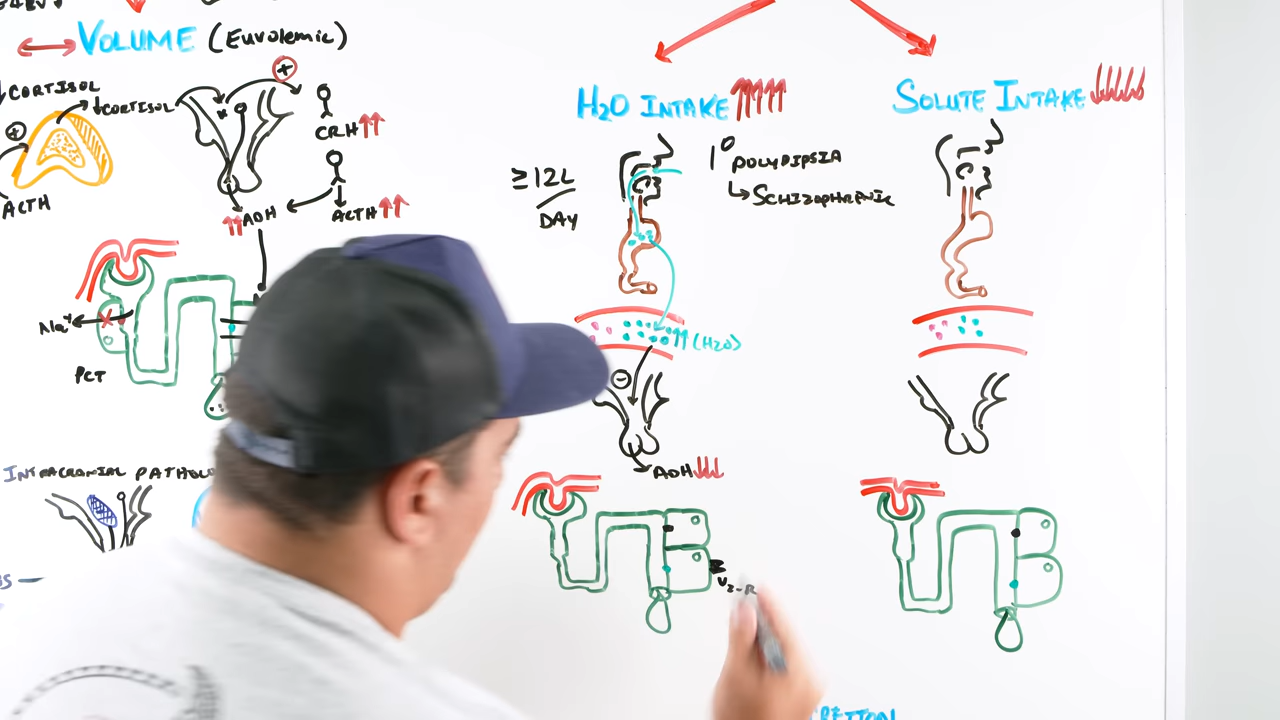 VOLUME (Euvolemic)
↓CORTISOL
↓CORTISOL
+
+
CRH↑↑
ACTH
↑↑ADH
ACTH↑↑
Na+
PCT
INTRACRANIAL
H2O INTAKE↑↑↑↑
≥12L
DAY
1° POLYDIPSIA
↳SCHIZOPHRENIC
↑↑(H2O)
-
ADH↓↓↓
V2-R
SOLUTE INTAKE↓↓↓↓↓